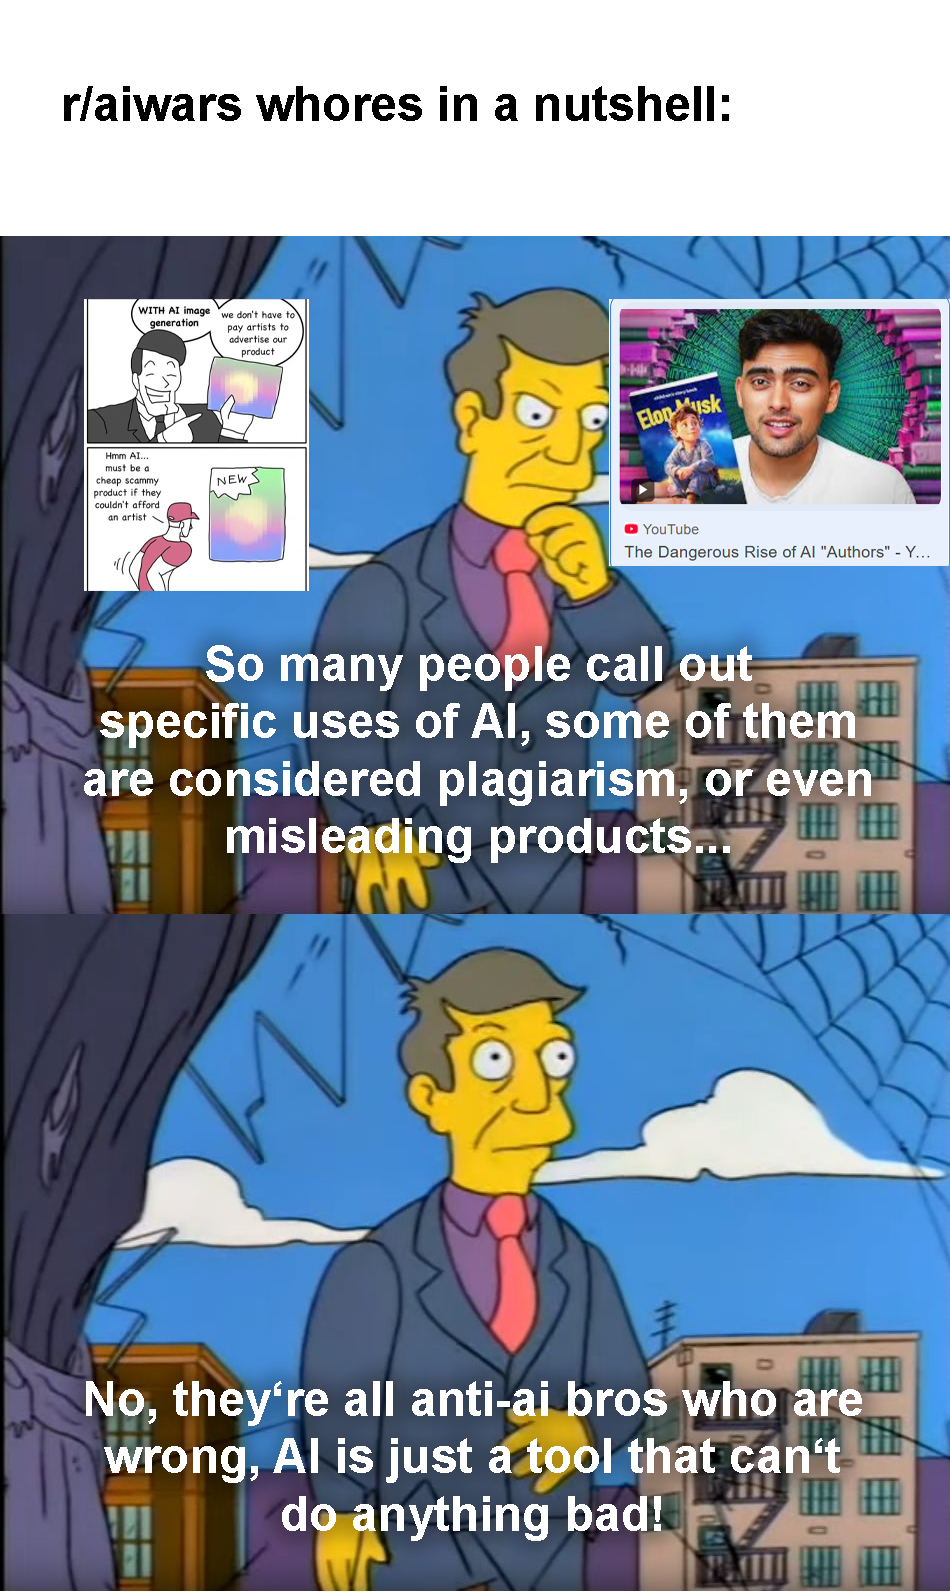 r/aiwars whores in a nutshell:
WITH AI image
generation
we don't have to
pay artists to
advertise our
product
Hmm AI...
must be a
cheap scammy
product if they
couldn't afford
an artist
NEW
Elon Musk
YouTube
The Dangerous Rise of AI "Authors" - Y...
So many people call out
specific uses of AI, some of them
are considered plagiarism, or even
misleading products...
No, they‘re all anti-ai bros who are
wrong, AI is just a tool that can‘t
do anything bad!